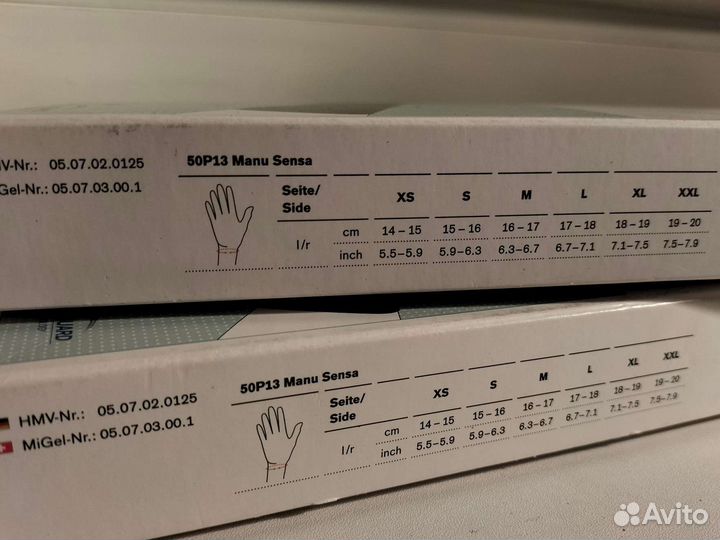 50P13 Manu Sensa
HMV-Nr.: 05.07.02.0125
Gel-Nr.: 05.07.03.00.1
Seite/ XS S M L XL XXL
Side
l/r cm 14 – 15 15 – 16 16 – 17 17 – 18 18 – 19 19 – 20
inch 5.5–5.9 5.9–6.3 6.3–6.7 6.7–7.1 7.1–7.5 7.5–7.9
50P13 Manu Sensa
HMV-Nr.: 05.07.02.0125
MiGel-Nr.: 05.07.03.00.1
Seite/ XS S M L XL XXL
Side
l/r cm 14 – 15 15 – 16 16 – 17 17 – 18 18 – 19 19 – 20
inch 5.5–5.9 5.9–6.3 6.3–6.7 6.7–7.1 7.1–7.5 7.5–7.9
Avito